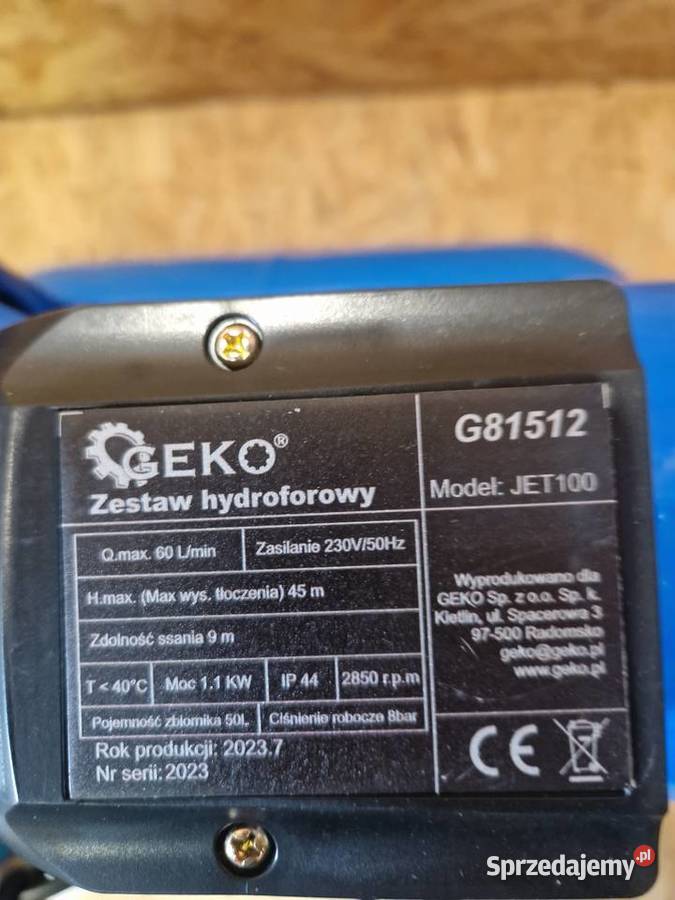 GEKO®
Zestaw hydroforowy
Q.max. 60 L/min
Zasilanie 230V/50Hz
H.max. (Max wys. tłoczenia) 45 m
Zdolność ssania 9 m
T < 40°C
Moc 1.1 KW
IP 44
2850 r.p.m
Pojemność zbiornika 50L
Ciśnienie robocze 8bar
Rok produkcji: 2023.7
Nr serii: 2023
G81512
Model: JET100
Wyprodukowano dla
GEKO Sp. z o.o. Sp. k.
Kietlin, ul. Spacerowa 3
97-500 Radomsko
geko@geko.pl
www.geko.pl
CE
Sprzedajemy.pl